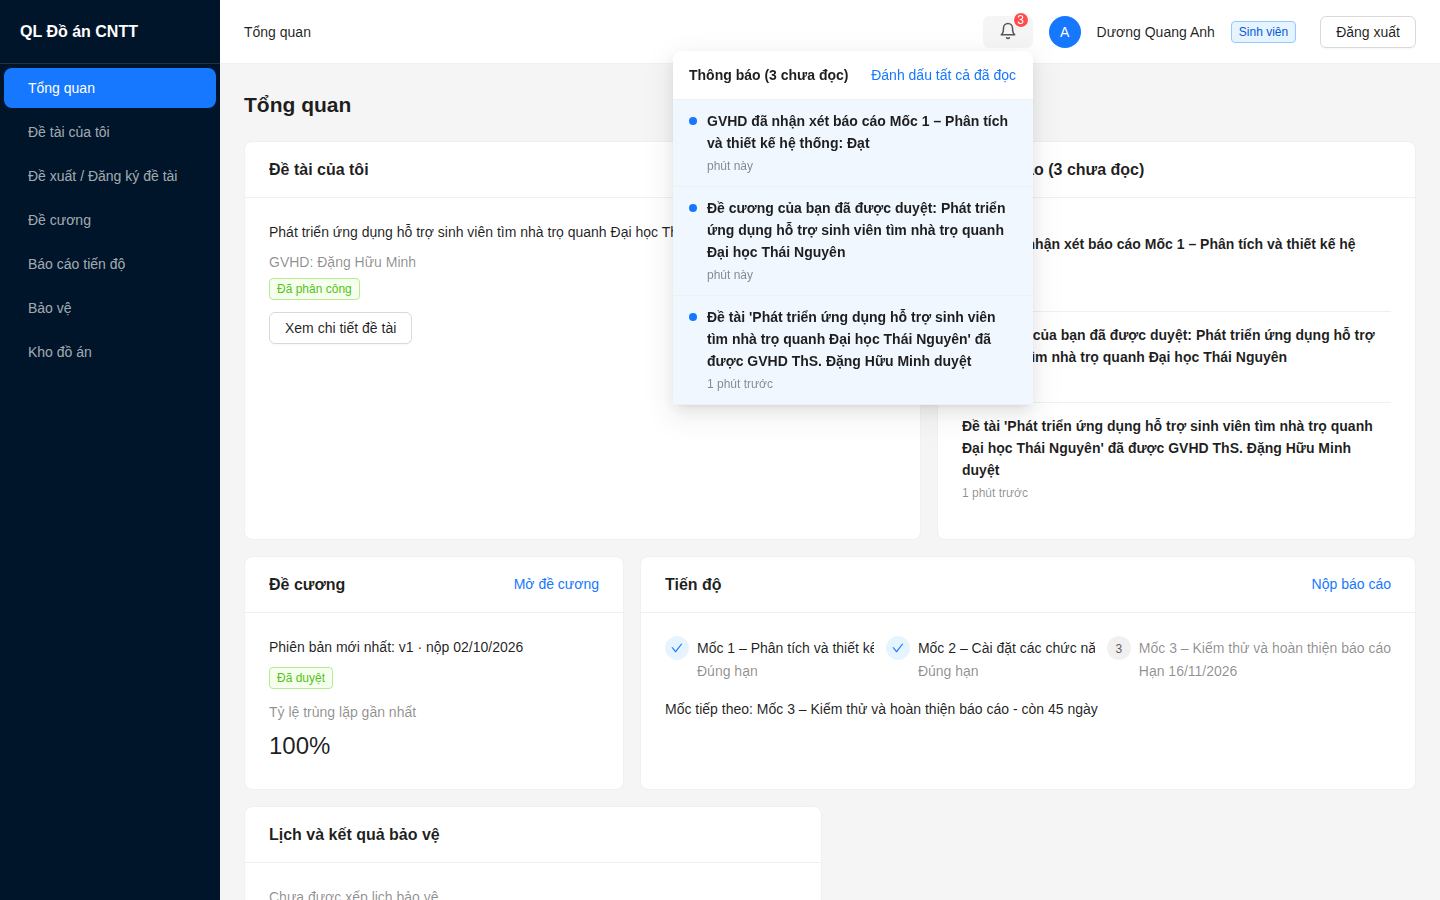 QL Đồ án CNTT
Tổng quan
Đề tài của tôi
Đề xuất / Đăng ký đề tài
Đề cương
Báo cáo tiến độ
Bảo vệ
Kho đồ án
Tổng quan
3
A
Dương Quang Anh
Sinh viên
Đăng xuất
Tổng quan
Thông báo (3 chưa đọc)
Đánh dấu tất cả đã đọc
GVHD đã nhận xét báo cáo Mốc 1 – Phân tích
và thiết kế hệ thống: Đạt
phút này
Đề cương của bạn đã được duyệt: Phát triển
ứng dụng hỗ trợ sinh viên tìm nhà trọ quanh
Đại học Thái Nguyên
phút này
Đề tài 'Phát triển ứng dụng hỗ trợ sinh viên
tìm nhà trọ quanh Đại học Thái Nguyên' đã
được GVHD ThS. Đặng Hữu Minh duyệt
1 phút trước
Đề tài của tôi
Phát triển ứng dụng hỗ trợ sinh viên tìm nhà trọ quanh Đại học
GVHD: Đặng Hữu Minh
Đã phân công
Xem chi tiết đề tài
(3 chưa đọc)
xét báo cáo Mốc 1 – Phân tích và thiết kế hệ
của bạn đã được duyệt: Phát triển ứng dụng hỗ trợ
tìm nhà trọ quanh Đại học Thái Nguyên
Đề tài 'Phát triển ứng dụng hỗ trợ sinh viên tìm nhà trọ quanh
Đại học Thái Nguyên' đã được GVHD ThS. Đặng Hữu Minh
duyệt
1 phút trước
Đề cương
Mở đề cương
Phiên bản mới nhất: v1 · nộp 02/10/2026
Đã duyệt
Tỷ lệ trùng lặp gần nhất
100%
Tiến độ
Nộp báo cáo
Mốc 1 – Phân tích và thiết kế
Đúng hạn
Mốc 2 – Cài đặt các chức
Đúng hạn
3
Mốc 3 – Kiểm thử và hoàn thiện báo cáo
Hạn 16/11/2026
Mốc tiếp theo: Mốc 3 – Kiểm thử và hoàn thiện báo cáo - còn 45 ngày
Lịch và kết quả bảo vệ
Chưa được xếp lịch bảo vệ